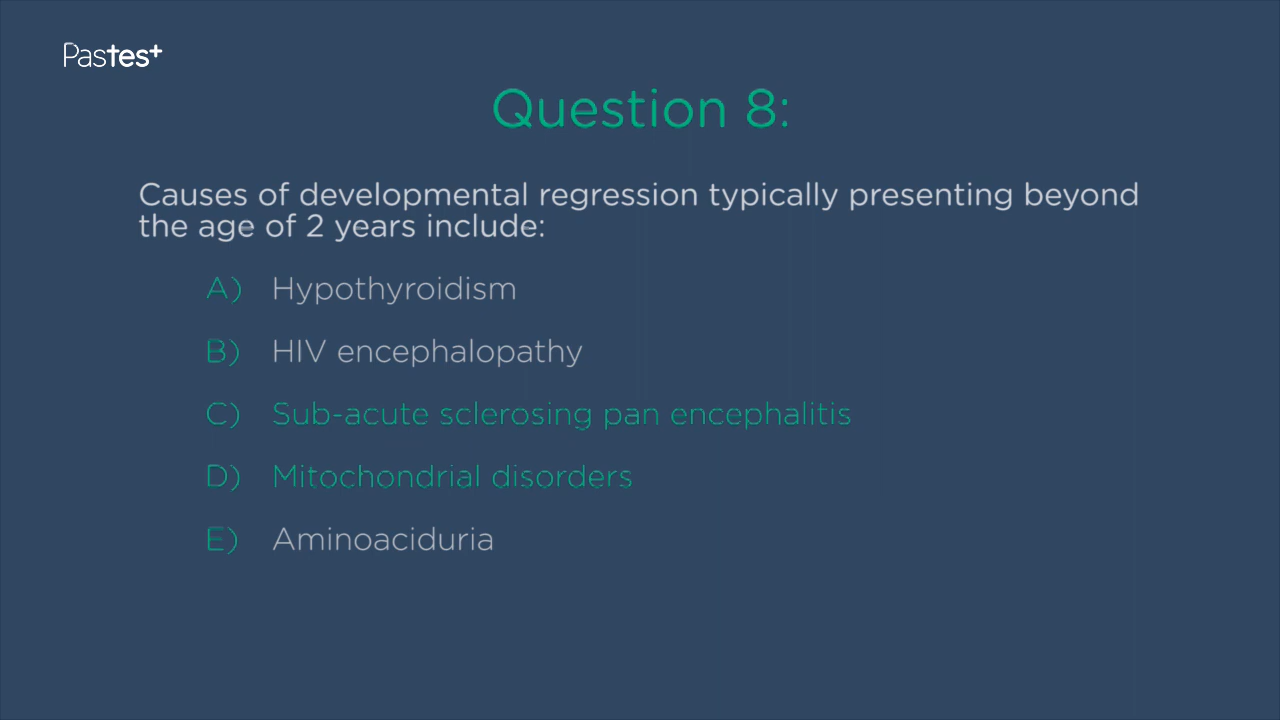 Pastes+
Question 8:
Causes of developmental regression typically presenting beyond
the age of 2 years include:
A) Hypothyroidism
B) HIV encephalopathy
C) Sub-acute sclerosing pan encephalitis
D) Mitochondrial disorders
E) Aminoaciduria